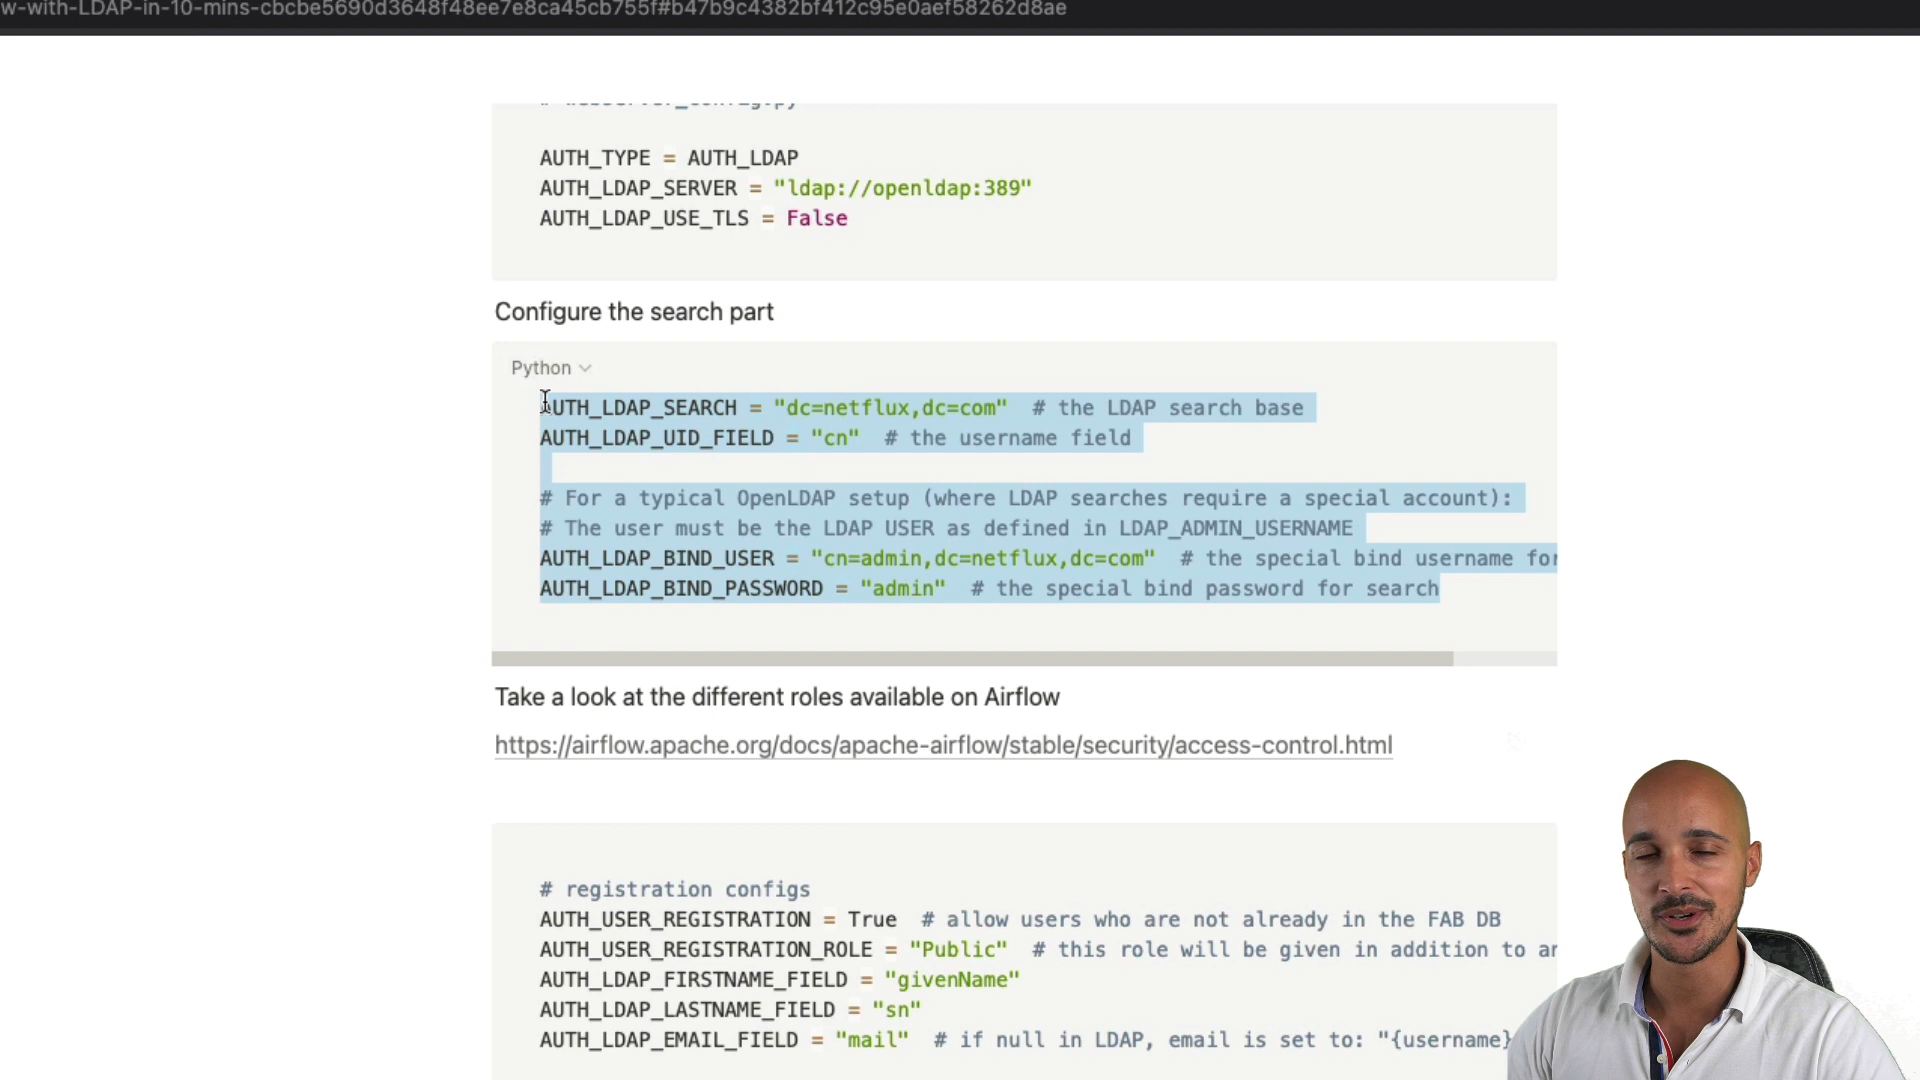 w-with-LDAP-in-10-mins-cbcbe5690d3648f48ee7e8ca45cb755f#b47b9c4382bf412c95e0aef58262d8ae
# webserver_config.py
AUTH_TYPE = AUTH_LDAP
AUTH_LDAP_SERVER = "ldap://openldap:389"
AUTH_LDAP_USE_TLS = False
Configure the search part
Python
AUTH_LDAP_SEARCH = "dc=netflux,dc=com" # the LDAP search base
AUTH_LDAP_UID_FIELD = "cn" # the username field
# For a typical OpenLDAP setup (where LDAP searches require a special account):
# The user must be the LDAP USER as defined in LDAP_ADMIN_USERNAME
AUTH_LDAP_BIND_USER = "cn=admin,dc=netflux,dc=com" # the special bind username for
AUTH_LDAP_BIND_PASSWORD = "admin" # the special bind password for search
Take a look at the different roles available on Airflow
https://airflow.apache.org/docs/apache-airflow/stable/security/access-control.html
# registration configs
AUTH_USER_REGISTRATION = True # allow users who are not already in the FAB DB
AUTH_USER_REGISTRATION_ROLE = "Public" # this role will be given in addition to
AUTH_LDAP_FIRSTNAME_FIELD = "givenName"
AUTH_LDAP_LASTNAME_FIELD = "sn"
AUTH_LDAP_EMAIL_FIELD = "mail" # if null in LDAP, email is set to: "{username}